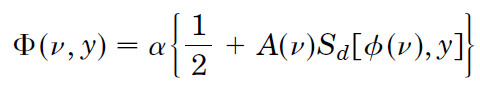 Φ(ν, y) = α{1/2 + A(ν)S_d[ϕ(ν), y]}